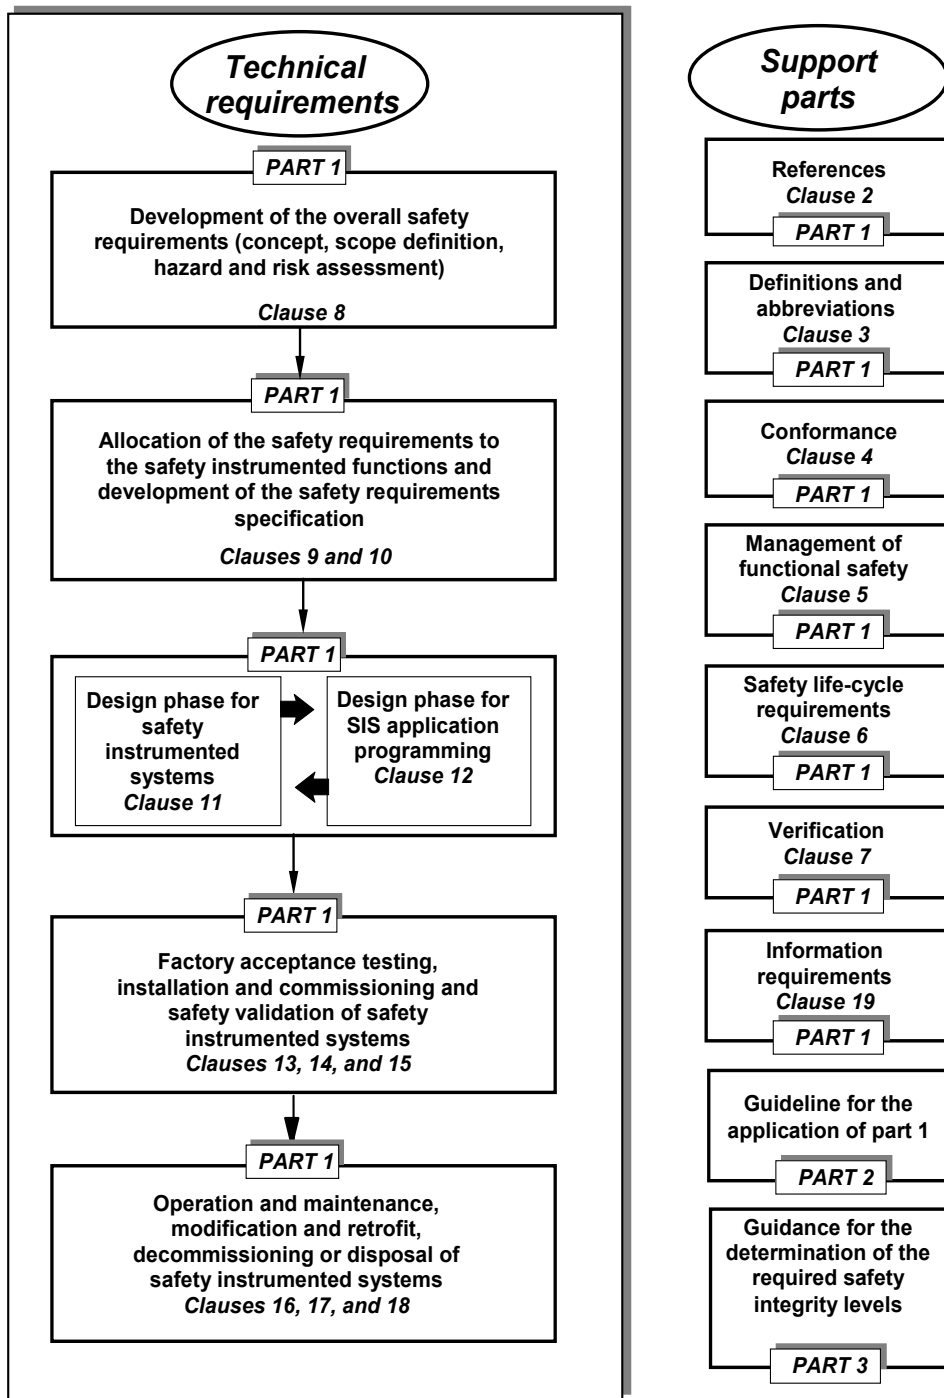 Technical
requirements
PART 1
Development of the overall safety
requirements (concept, scope definition,
hazard and risk assessment)
Clause 8
PART 1
Allocation of the safety requirements to
the safety instrumented functions and
development of the safety requirements
specification
Clauses 9 and 10
PART 1
Design phase for
safety
instrumented
systems
Clause 11
Design phase for
SIS application
programming
Clause 12
PART 1
Factory acceptance testing,
installation and commissioning and
safety validation of safety
instrumented systems
Clauses 13, 14, and 15
PART 1
Operation and maintenance,
modification and retrofit,
decommissioning or disposal of
safety instrumented systems
Clauses 16, 17, and 18
Support
parts
References
Clause 2
PART 1
Definitions and
abbreviations
Clause 3
PART 1
Conformance
Clause 4
PART 1
Management of
functional safety
Clause 5
PART 1
Safety life-cycle
requirements
Clause 6
PART 1
Verification
Clause 7
PART 1
Information
requirements
Clause 19
PART 1
Guideline for the
application of part 1
PART 2
Guidance for the
determination of the
required safety
integrity levels
PART 3